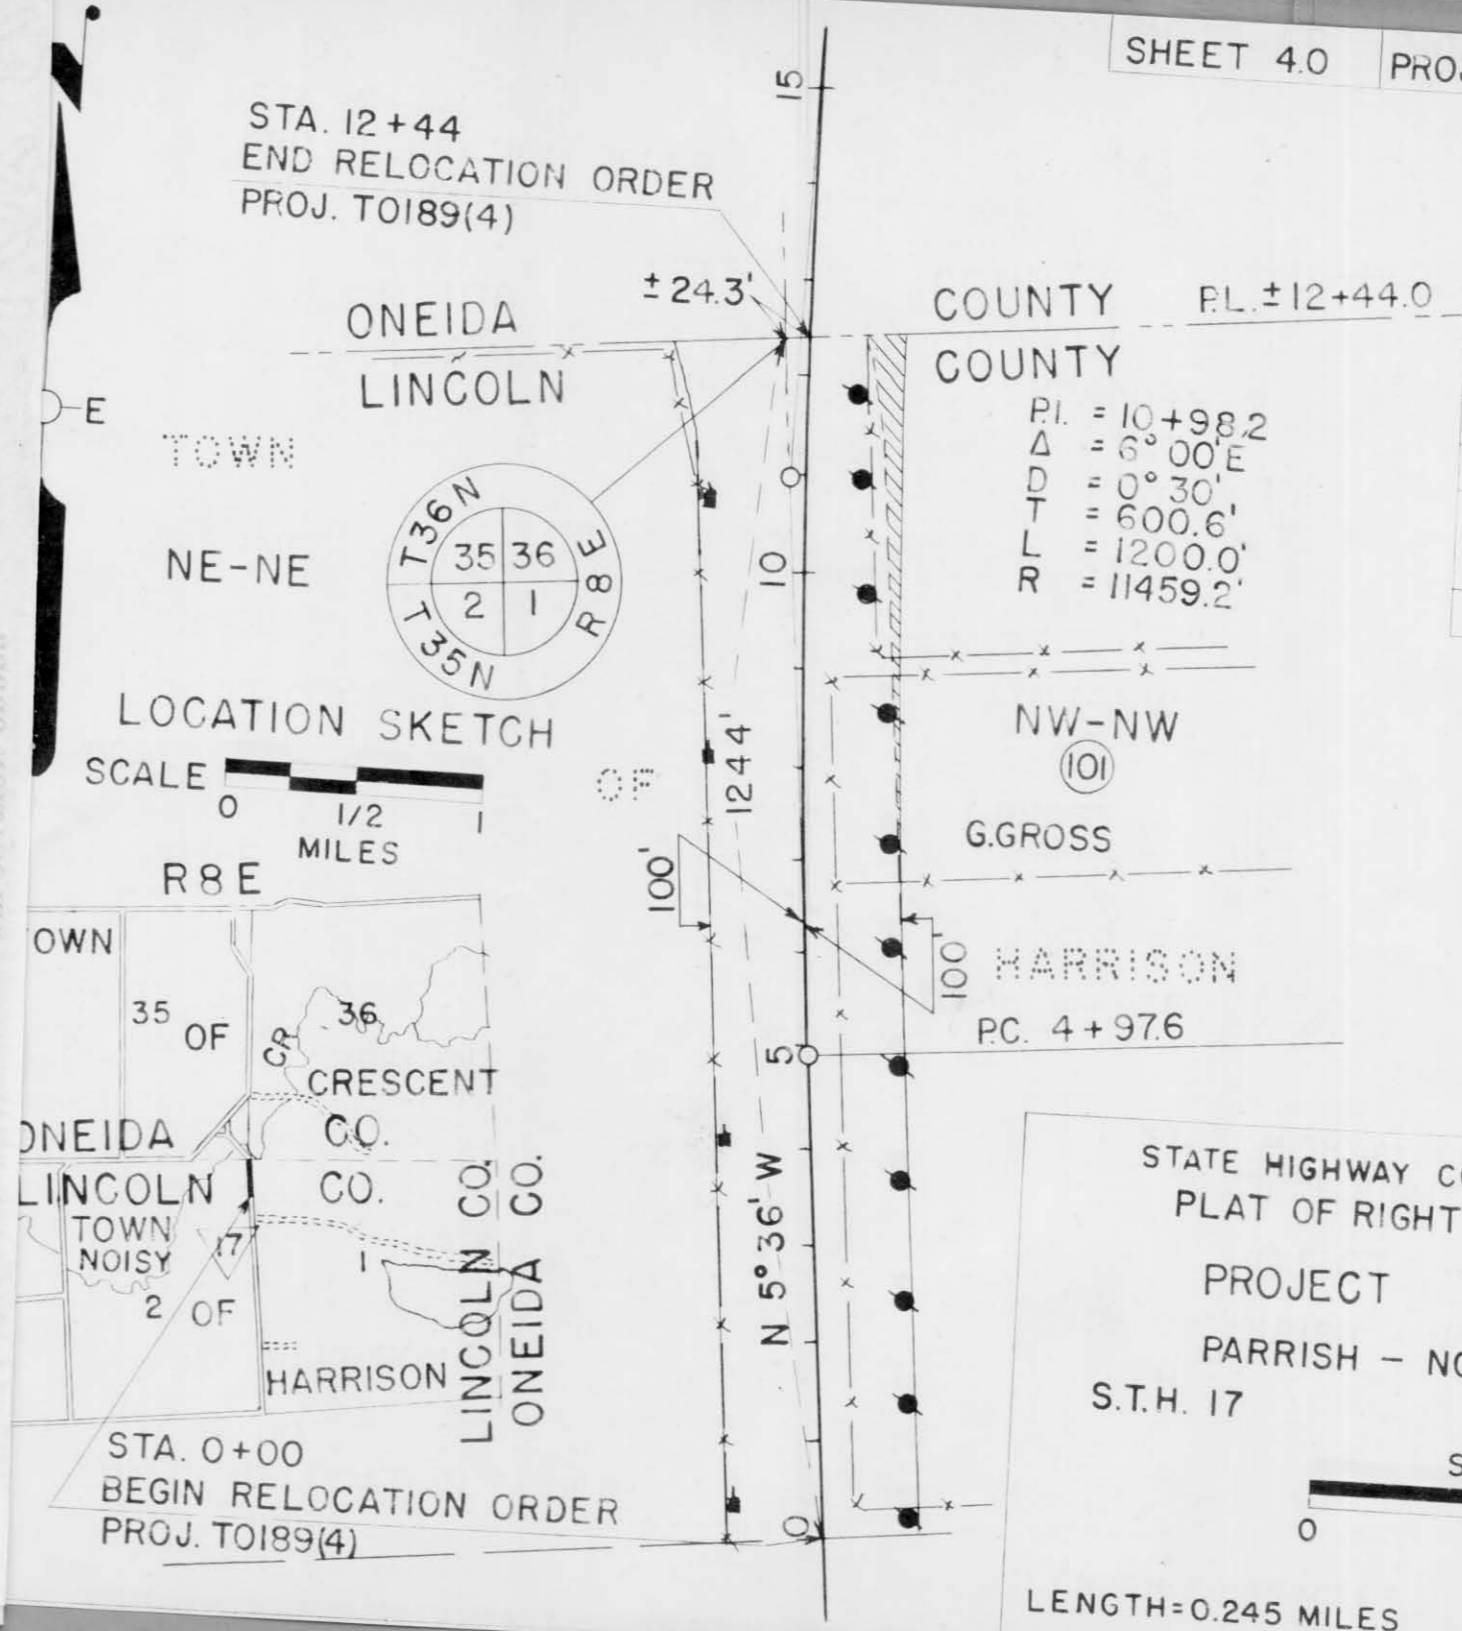 SHEET 4.0
PROJ
15
STA. 12+44
END RELOCATION ORDER
PROJ. T0189(4)
± 24.3'
ONEIDA COUNTY
P.L. ± 12+44.0
LINCOLN COUNTY
E
P.I. = 10+98.2
Δ = 6° 00'E
D = 0° 30'
T = 600.6'
L = 1200.0'
R = 11459.2'
TOWN
NE-NE
T36N
35 36
2 1
T35N
R8E
10
LOCATION SKETCH
SCALE
0 1/2 1
MILES
OF
1244'
NW-NW
101
G.GROSS
100'
100'
HARRISON
P.C. 4+97.6
5
N 5° 36' W
R8E
OWN
35
OF
36
CR
CRESCENT
ONEIDA CO.
LINCOLN CO.
TOWN
NOISY
17
1
2 OF
HARRISON
LINCOLN CO.
ONEIDA CO.
STA. 0+00
BEGIN RELOCATION ORDER
PROJ. T0189(4)
0
STATE HIGHWAY CO
PLAT OF RIGHT
PROJECT
PARRISH - NO
S.T.H. 17
S
0
LENGTH=0.245 MILES